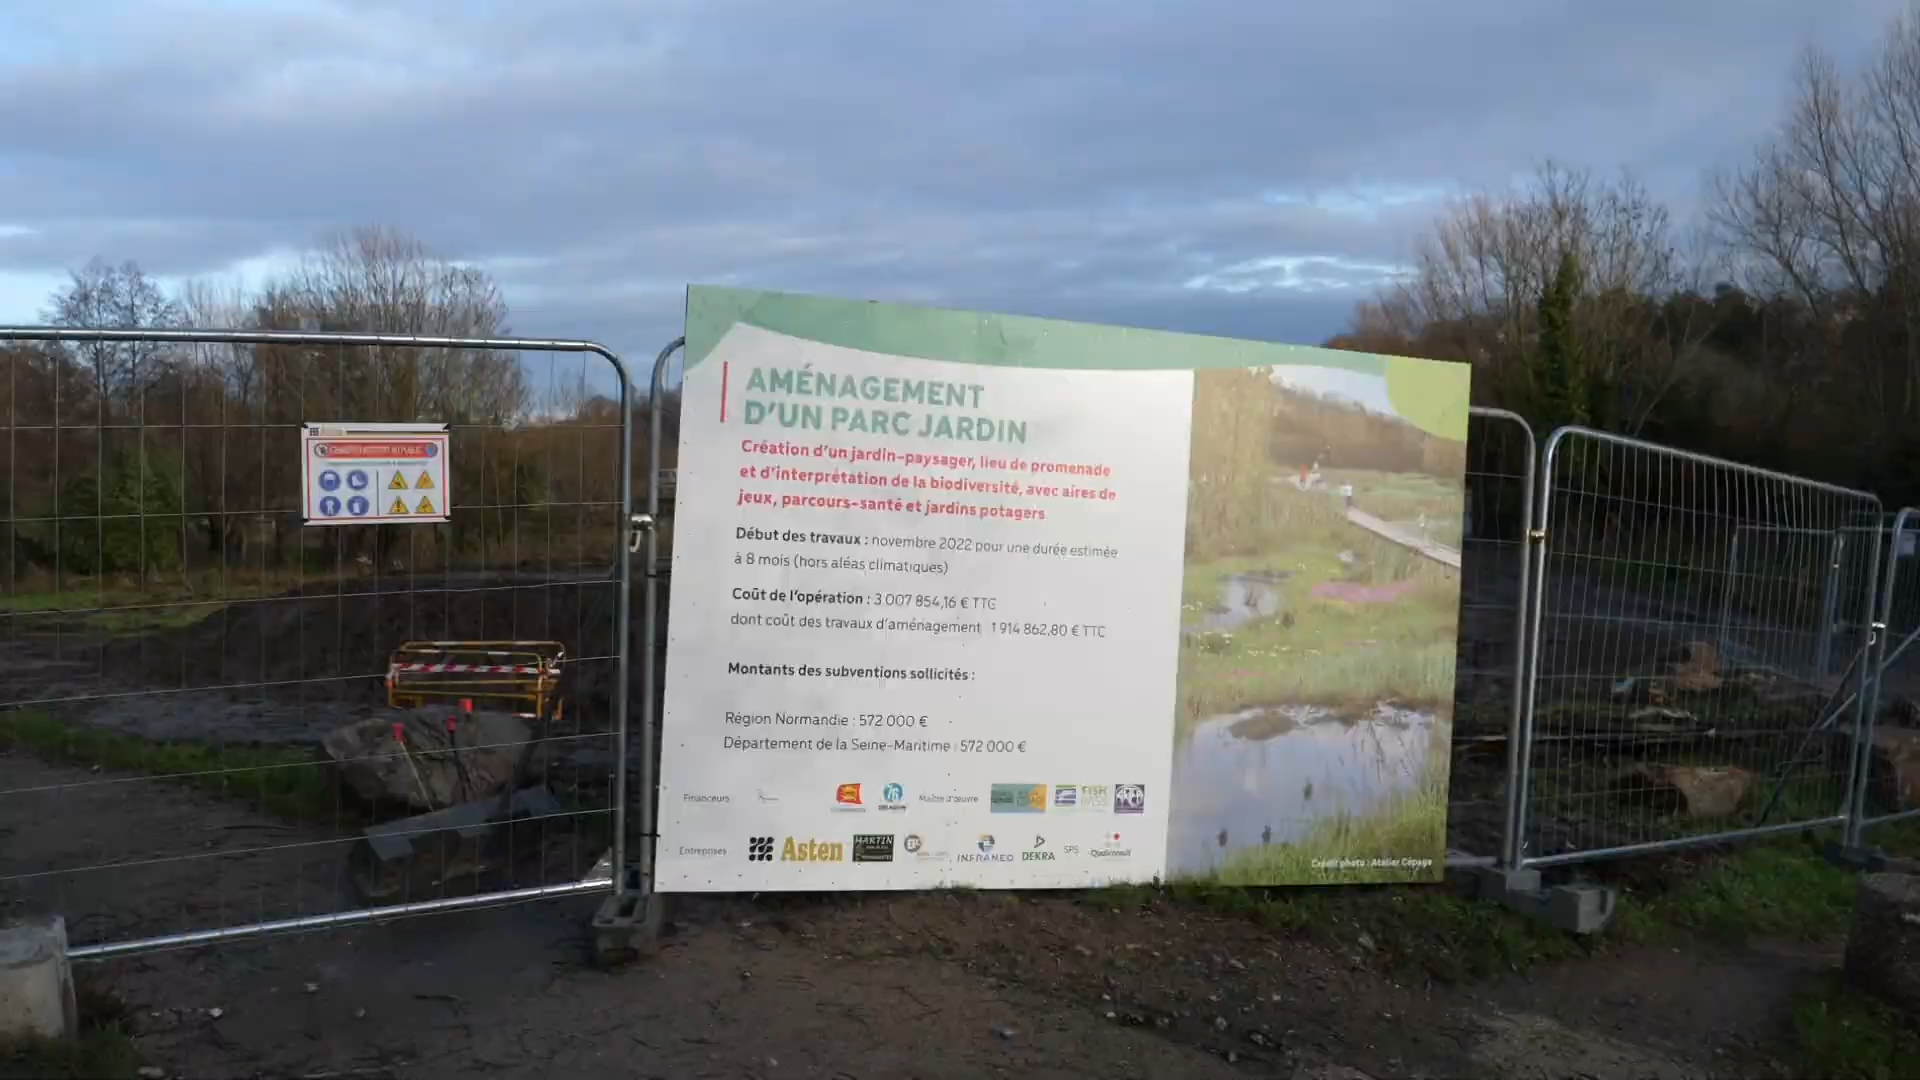 AMÉNAGEMENT
D'UN PARC JARDIN
Création d'un jardin-paysager, lieu de promenade
et d'interprétation de la biodiversité, avec aires de
jeux, parcours-santé et jardins potagers
Début des travaux : novembre 2022 pour une durée estimée
à 8 mois (hors aléas climatiques)
Coût de l'opération : 3 007 854,16 € TTC
dont coût des travaux d'aménagement 1 914 862,80 € TTC
Montants des subventions sollicités :
Région Normandie : 572 000 €
Département de la Seine-Maritime : 572 000 €
Financeurs 76 Maître d'œuvre FISH
Entreprises Asten MARTIN INFRANEO DEKRA SPS Qualiconsult
Crédit photo : Atelier Cépage